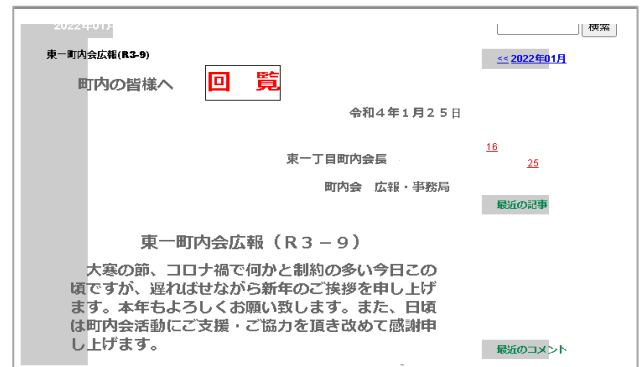 2022年01月
検索
東一町内会広報(R3-9)
<< 2022年01月
町内の皆様へ
回 覧
令和４年１月２５日
16
東一丁目町内会長
25
町内会 広報・事務局
最近の記事
東一町内会広報（Ｒ３－９）
大寒の節、コロナ禍で何かと制約の多い今日この
頃ですが、遅ればせながら新年のご挨拶を申し上げ
ます。本年もよろしくお願い致します。また、日頃
は町内会活動にご支援・ご協力を頂き改めて感謝申
し上げます。
最近のコメント